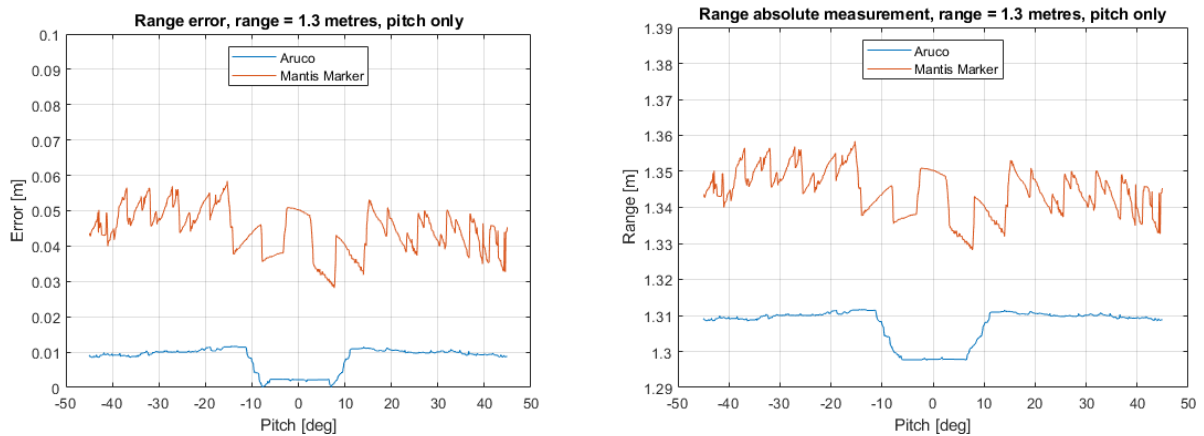 Range error, range = 1.3 metres, pitch only
Aruco
Mantis Marker
0.1
0.09
0.08
0.07
0.06
0.05
0.04
0.03
0.02
0.01
0
Error [m]
-50 -40 -30 -20 -10 0 10 20 30 40 50
Pitch [deg]
Range absolute measurement, range = 1.3 metres, pitch only
Aruco
Mantis Marker
1.39
1.38
1.37
1.36
1.35
1.34
1.33
1.32
1.31
1.3
1.29
Range [m]
-50 -40 -30 -20 -10 0 10 20 30 40 50
Pitch [deg]